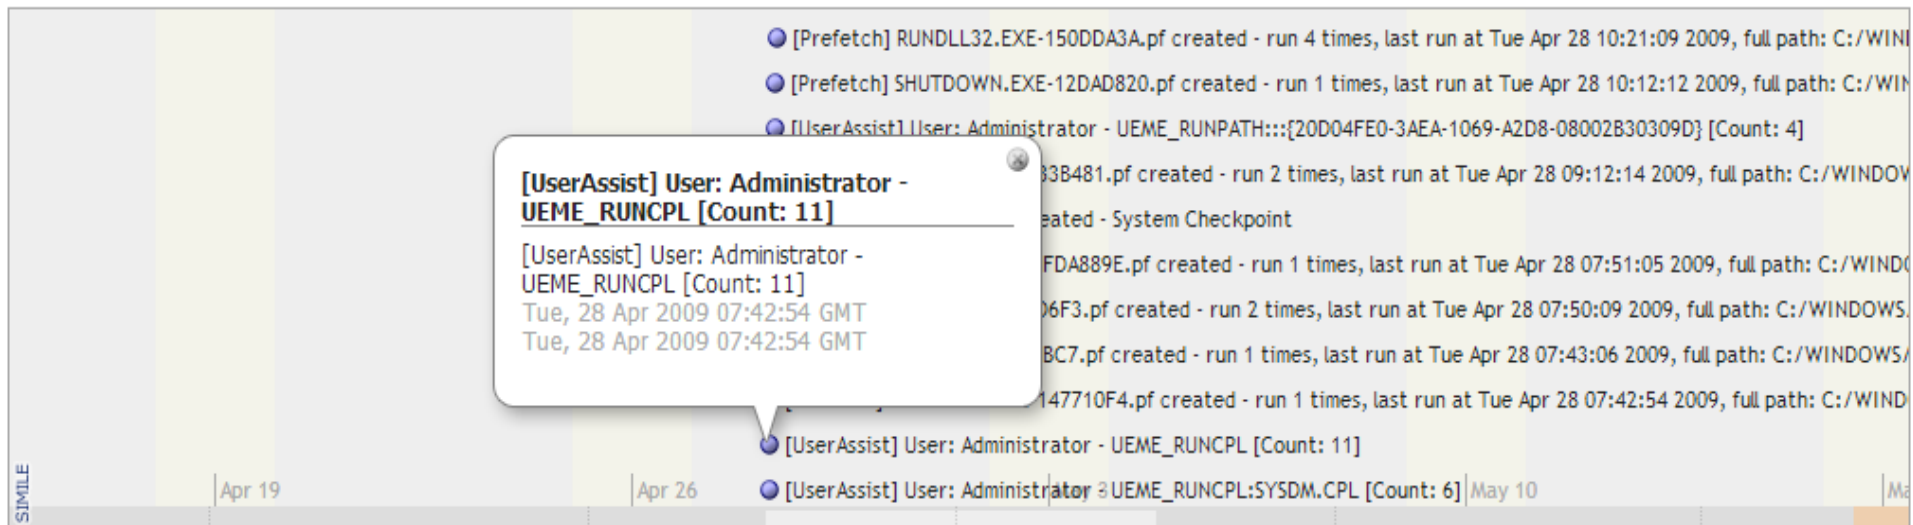 [Prefetch] RUNDLL32.EXE-150DDA3A.pf created - run 4 times, last run at Tue Apr 28 10:21:09 2009, full path: C:/WIN
[Prefetch] SHUTDOWN.EXE-12DAD820.pf created - run 1 times, last run at Tue Apr 28 10:12:12 2009, full path: C:/WIN
[UserAssist] User: Administrator - UEME_RUNPATH:::{20D04FE0-3AEA-1069-A2D8-08002B30309D} [Count: 4]
33B481.pf created - run 2 times, last run at Tue Apr 28 09:12:14 2009, full path: C:/WINDOW
eated - System Checkpoint
FDA889E.pf created - run 1 times, last run at Tue Apr 28 07:51:05 2009, full path: C:/WIND
D6F3.pf created - run 2 times, last run at Tue Apr 28 07:50:09 2009, full path: C:/WINDOWS
BC7.pf created - run 1 times, last run at Tue Apr 28 07:43:06 2009, full path: C:/WINDOWS/
147710F4.pf created - run 1 times, last run at Tue Apr 28 07:42:54 2009, full path: C:/WIND
[UserAssist] User: Administrator -
UEME_RUNCPL [Count: 11]
[UserAssist] User: Administrator -
UEME_RUNCPL [Count: 11]
Tue, 28 Apr 2009 07:42:54 GMT
Tue, 28 Apr 2009 07:42:54 GMT
[UserAssist] User: Administrator - UEME_RUNCPL [Count: 11]
[UserAssist] User: Administrator - UEME_RUNCPL:SYSDM.CPL [Count: 6]
Apr 19
Apr 26
May 3
May 10
Ma
SIMILE